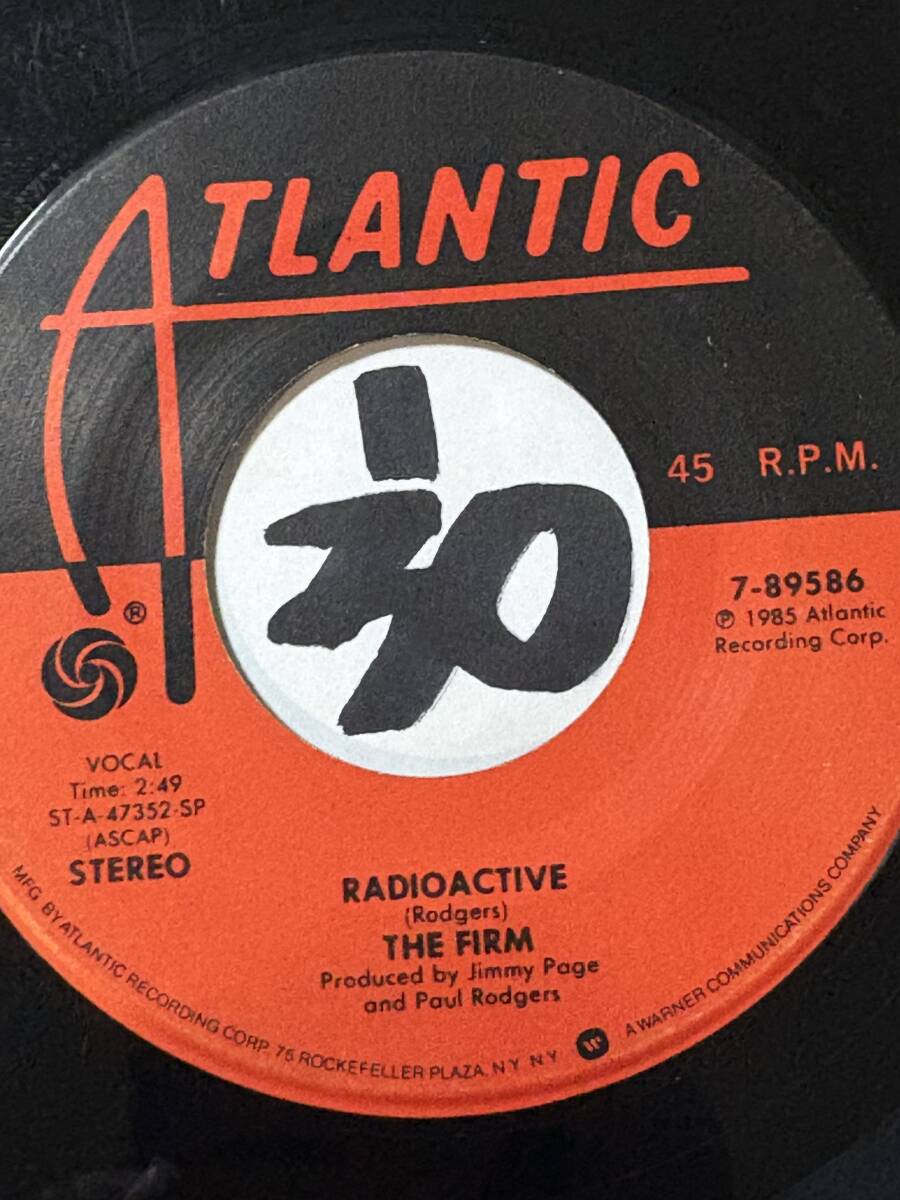 ATLANTIC
1
30
45 R.P.M.
7-89586
℗ 1985 Atlantic
Recording Corp.
®
VOCAL
Time: 2:49
ST-A-47352-SP
(ASCAP)
STEREO
RADIOACTIVE
(Rodgers)
THE FIRM
Produced by Jimmy Page
and Paul Rodgers
MFG. BY ATLANTIC RECORDING CORP. 75 ROCKEFELLER PLAZA, N.Y. N.Y. A WARNER COMMUNICATIONS COMPANY